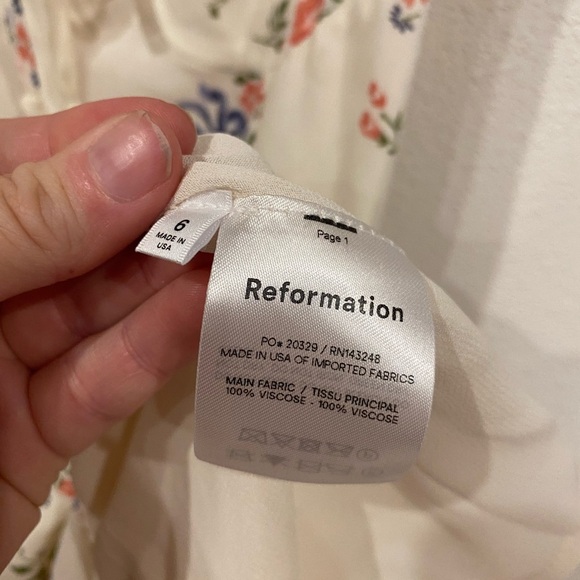 6
MADE IN
USA
Page 1
Reformation
PO# 20329 / RN143248
MADE IN USA OF IMPORTED FABRICS
MAIN FABRIC / TISSU PRINCIPAL
100% VISCOSE - 100% VISCOSE